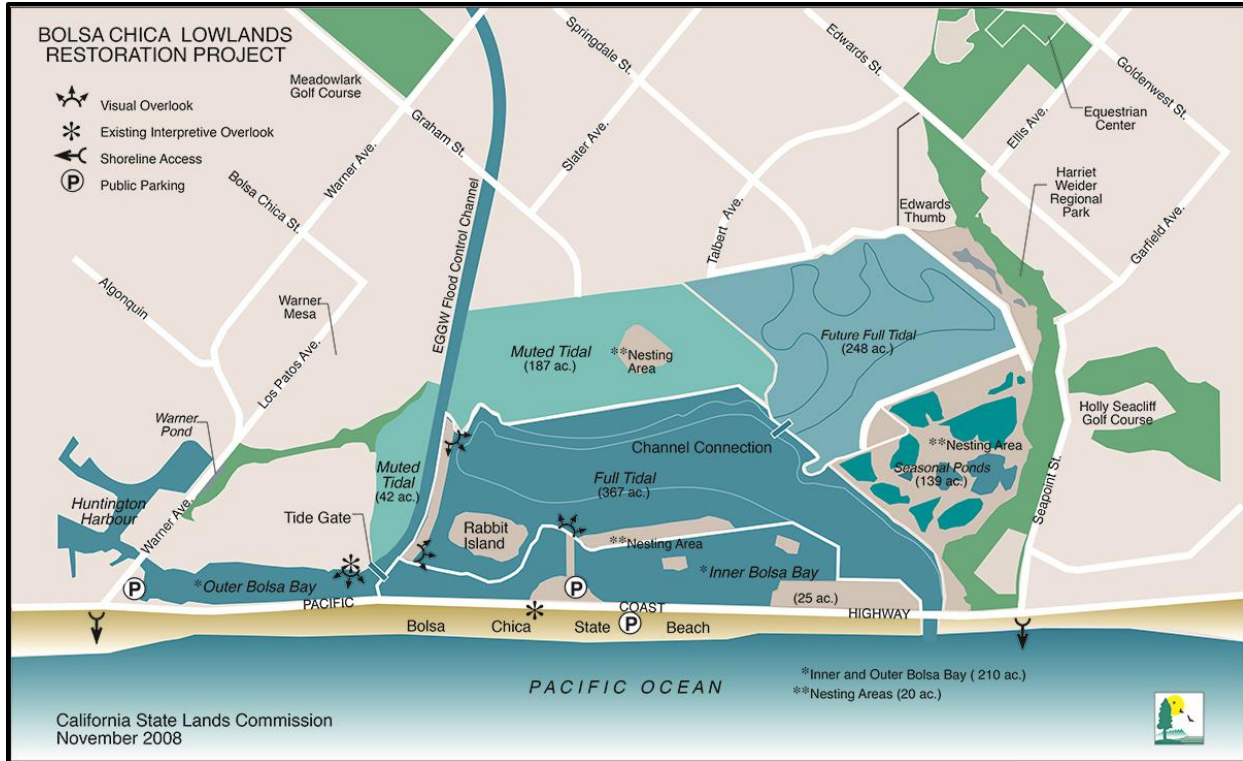 BOLSA CHICA LOWLANDS
RESTORATION PROJECT
Visual Overlook
Existing Interpretive Overlook
Shoreline Access
P Public Parking
Meadowlark
Golf Course
Springdale St.
Edwards St.
Goldenwest St.
Graham St.
Warner Ave.
Slater Ave.
Ellis Ave.
Equestrian
Center
Bolsa Chica St.
Talbert Ave.
Edwards
Thumb
Harriet
Weider
Regional
Park
Garfield Ave.
Algonquin
Warner
Mesa
Los Patos Ave.
EGGW Flood Control Channel
Muted Tidal
(187 ac.)
**Nesting
Area
Future Full Tidal
(248 ac.)
Warner
Pond
Holly Seacliff
Golf Course
Muted
Tidal
(42 ac.)
Channel Connection
Full Tidal
(367 ac.)
**Nesting Area
Seasonal Ponds
(139 ac.)
Seapoint St.
Huntington
Harbour
Warner Ave.
Tide Gate
Rabbit
Island
**Nesting Area
*Outer Bolsa Bay
*Inner Bolsa Bay
(25 ac.)
P
P
PACIFIC COAST HIGHWAY
Bolsa Chica State P Beach
PACIFIC OCEAN
*Inner and Outer Bolsa Bay ( 210 ac.)
**Nesting Areas (20 ac.)
California State Lands Commission
November 2008